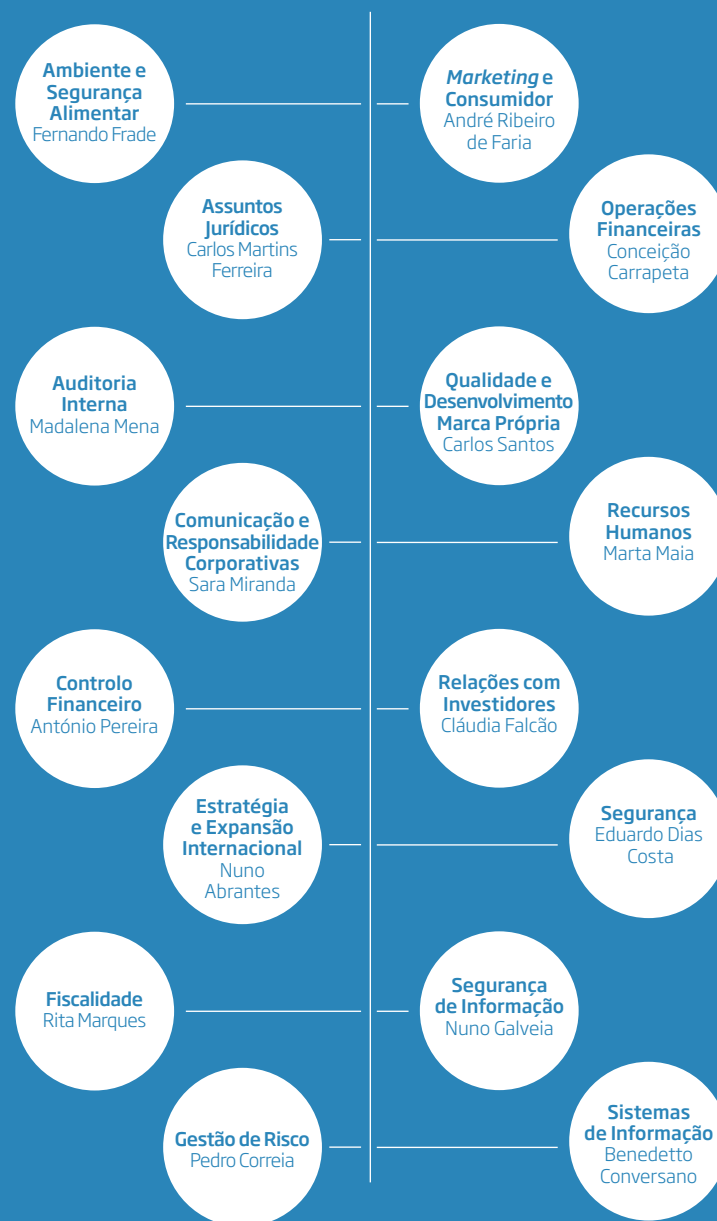 Ambiente e
Segurança
Alimentar
Fernando Frade
Marketing e
Consumidor
André Ribeiro
de Faria
Assuntos
Jurídicos
Carlos Martins
Ferreira
Operações
Financeiras
Conceição
Carrapeta
Auditoria
Interna
Madalena Mena
Qualidade e
Desenvolvimento
Marca Própria
Carlos Santos
Comunicação e
Responsabilidade
Corporativas
Sara Miranda
Recursos
Humanos
Marta Maia
Controlo
Financeiro
António Pereira
Relações com
Investidores
Cláudia Falcão
Estratégia
e Expansão
Internacional
Nuno
Abrantes
Segurança
Eduardo Dias
Costa
Fiscalidade
Rita Marques
Segurança
de Informação
Nuno Galveia
Gestão de Risco
Pedro Correia
Sistemas
de Informação
Benedetto
Conversano